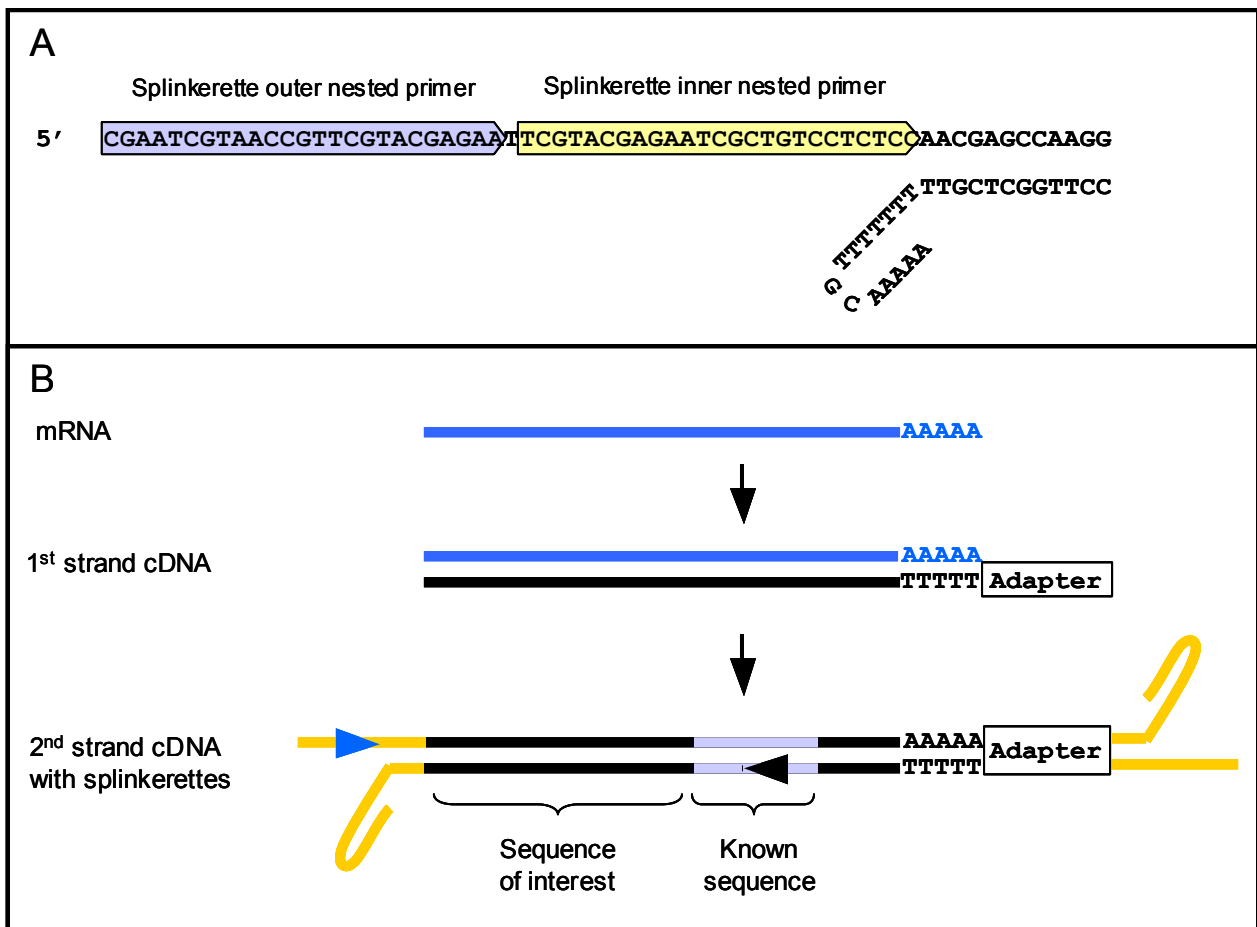 A
Splinkerette outer nested primer Splinkerette inner nested primer
5′ CGAATCGTAACCGTTCGTACGAGAATTCGTACGAGAATCGCTGTCCTCTCCAACGAGCCAAGG
TTGCTCGGTTCC
TTTTTTT
G
C
AAAAA
B
mRNA
AAAAA
1st strand cDNA
AAAAA
TTTTT Adapter
2nd strand cDNA
with splinkerettes
AAAAA
TTTTT
Adapter
Sequence
of interest
Known
sequence